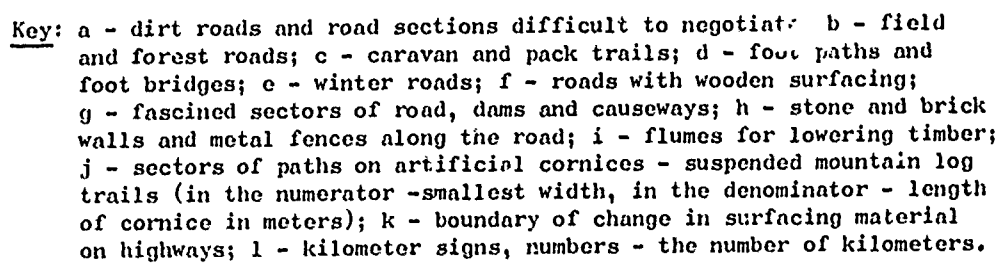 Key: a - dirt roads and road sections difficult to negotiat. b - field
and forest roads; c - caravan and pack trails; d - foot paths and
foot bridges; e - winter roads; f - roads with wooden surfacing;
g - fascined sectors of road, dams and causeways; h - stone and brick
walls and metal fences along the road; i - flumes for lowering timber;
j - sectors of paths on artificial cornices - suspended mountain log
trails (in the numerator -smallest width, in the denominator - length
of cornice in meters); k - boundary of change in surfacing material
on highways; l - kilometer signs, numbers - the number of kilometers.